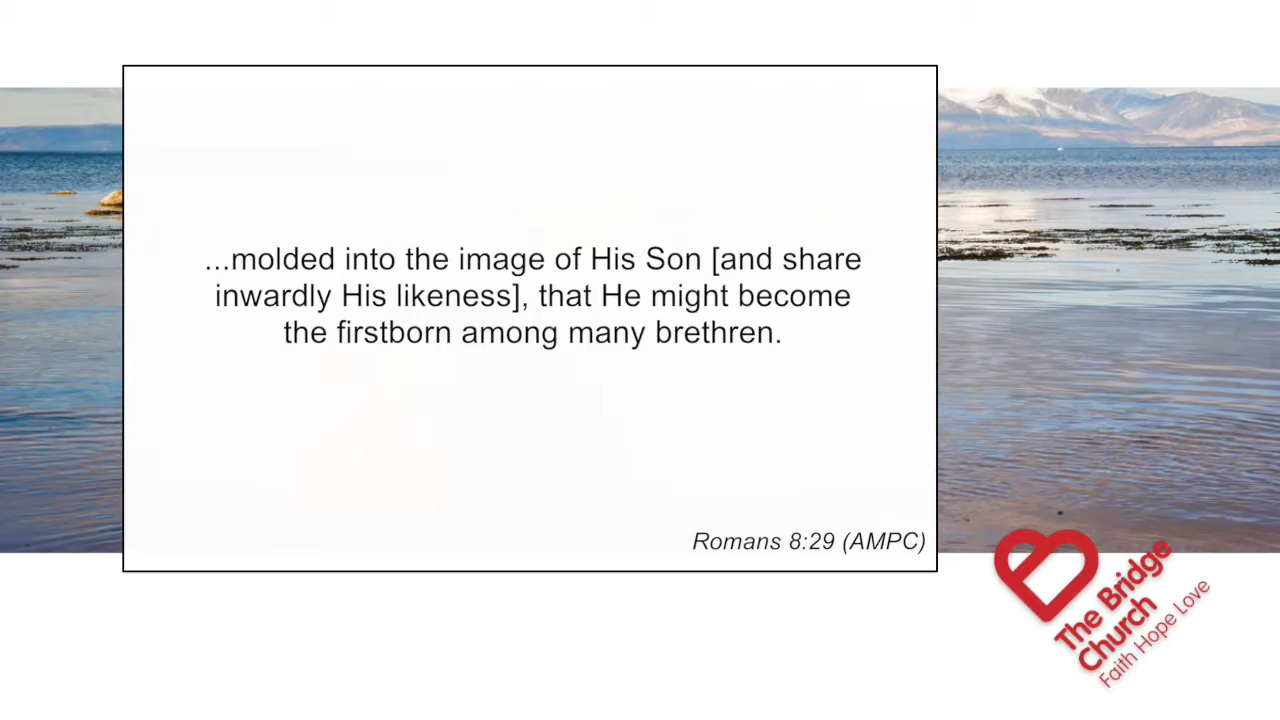 ...molded into the image of His Son [and share
inwardly His likeness], that He might become
the firstborn among many brethren.
Romans 8:29 (AMPC)
The Bridge
Church
Faith Hope Love